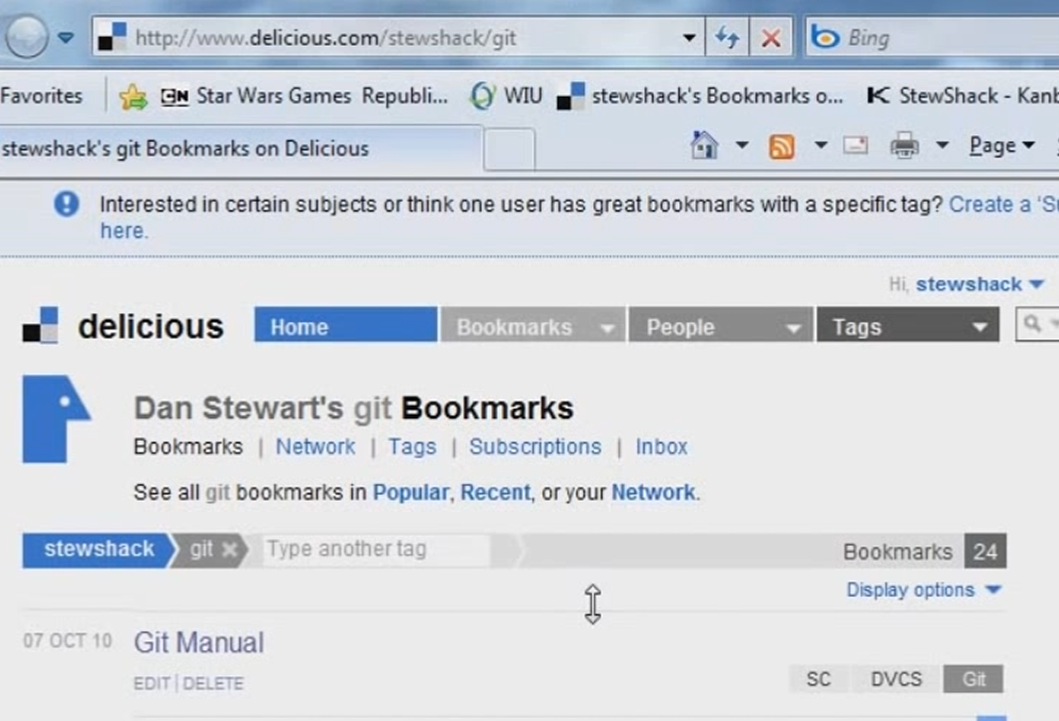 http://www.delicious.com/stewshack/git Bing
Favorites Star Wars Games Republi... WIU stewshack's Bookmarks o... StewShack - Kanb
stewshack's git Bookmarks on Delicious Page
Interested in certain subjects or think one user has great bookmarks with a specific tag? Create a 'Su
here.
Hi, stewshack
delicious Home Bookmarks People Tags
Dan Stewart's git Bookmarks
Bookmarks | Network | Tags | Subscriptions | Inbox
See all git bookmarks in Popular, Recent, or your Network.
stewshack git Type another tag Bookmarks 24
Display options
07 OCT 10 Git Manual
EDIT | DELETE SC DVCS Git